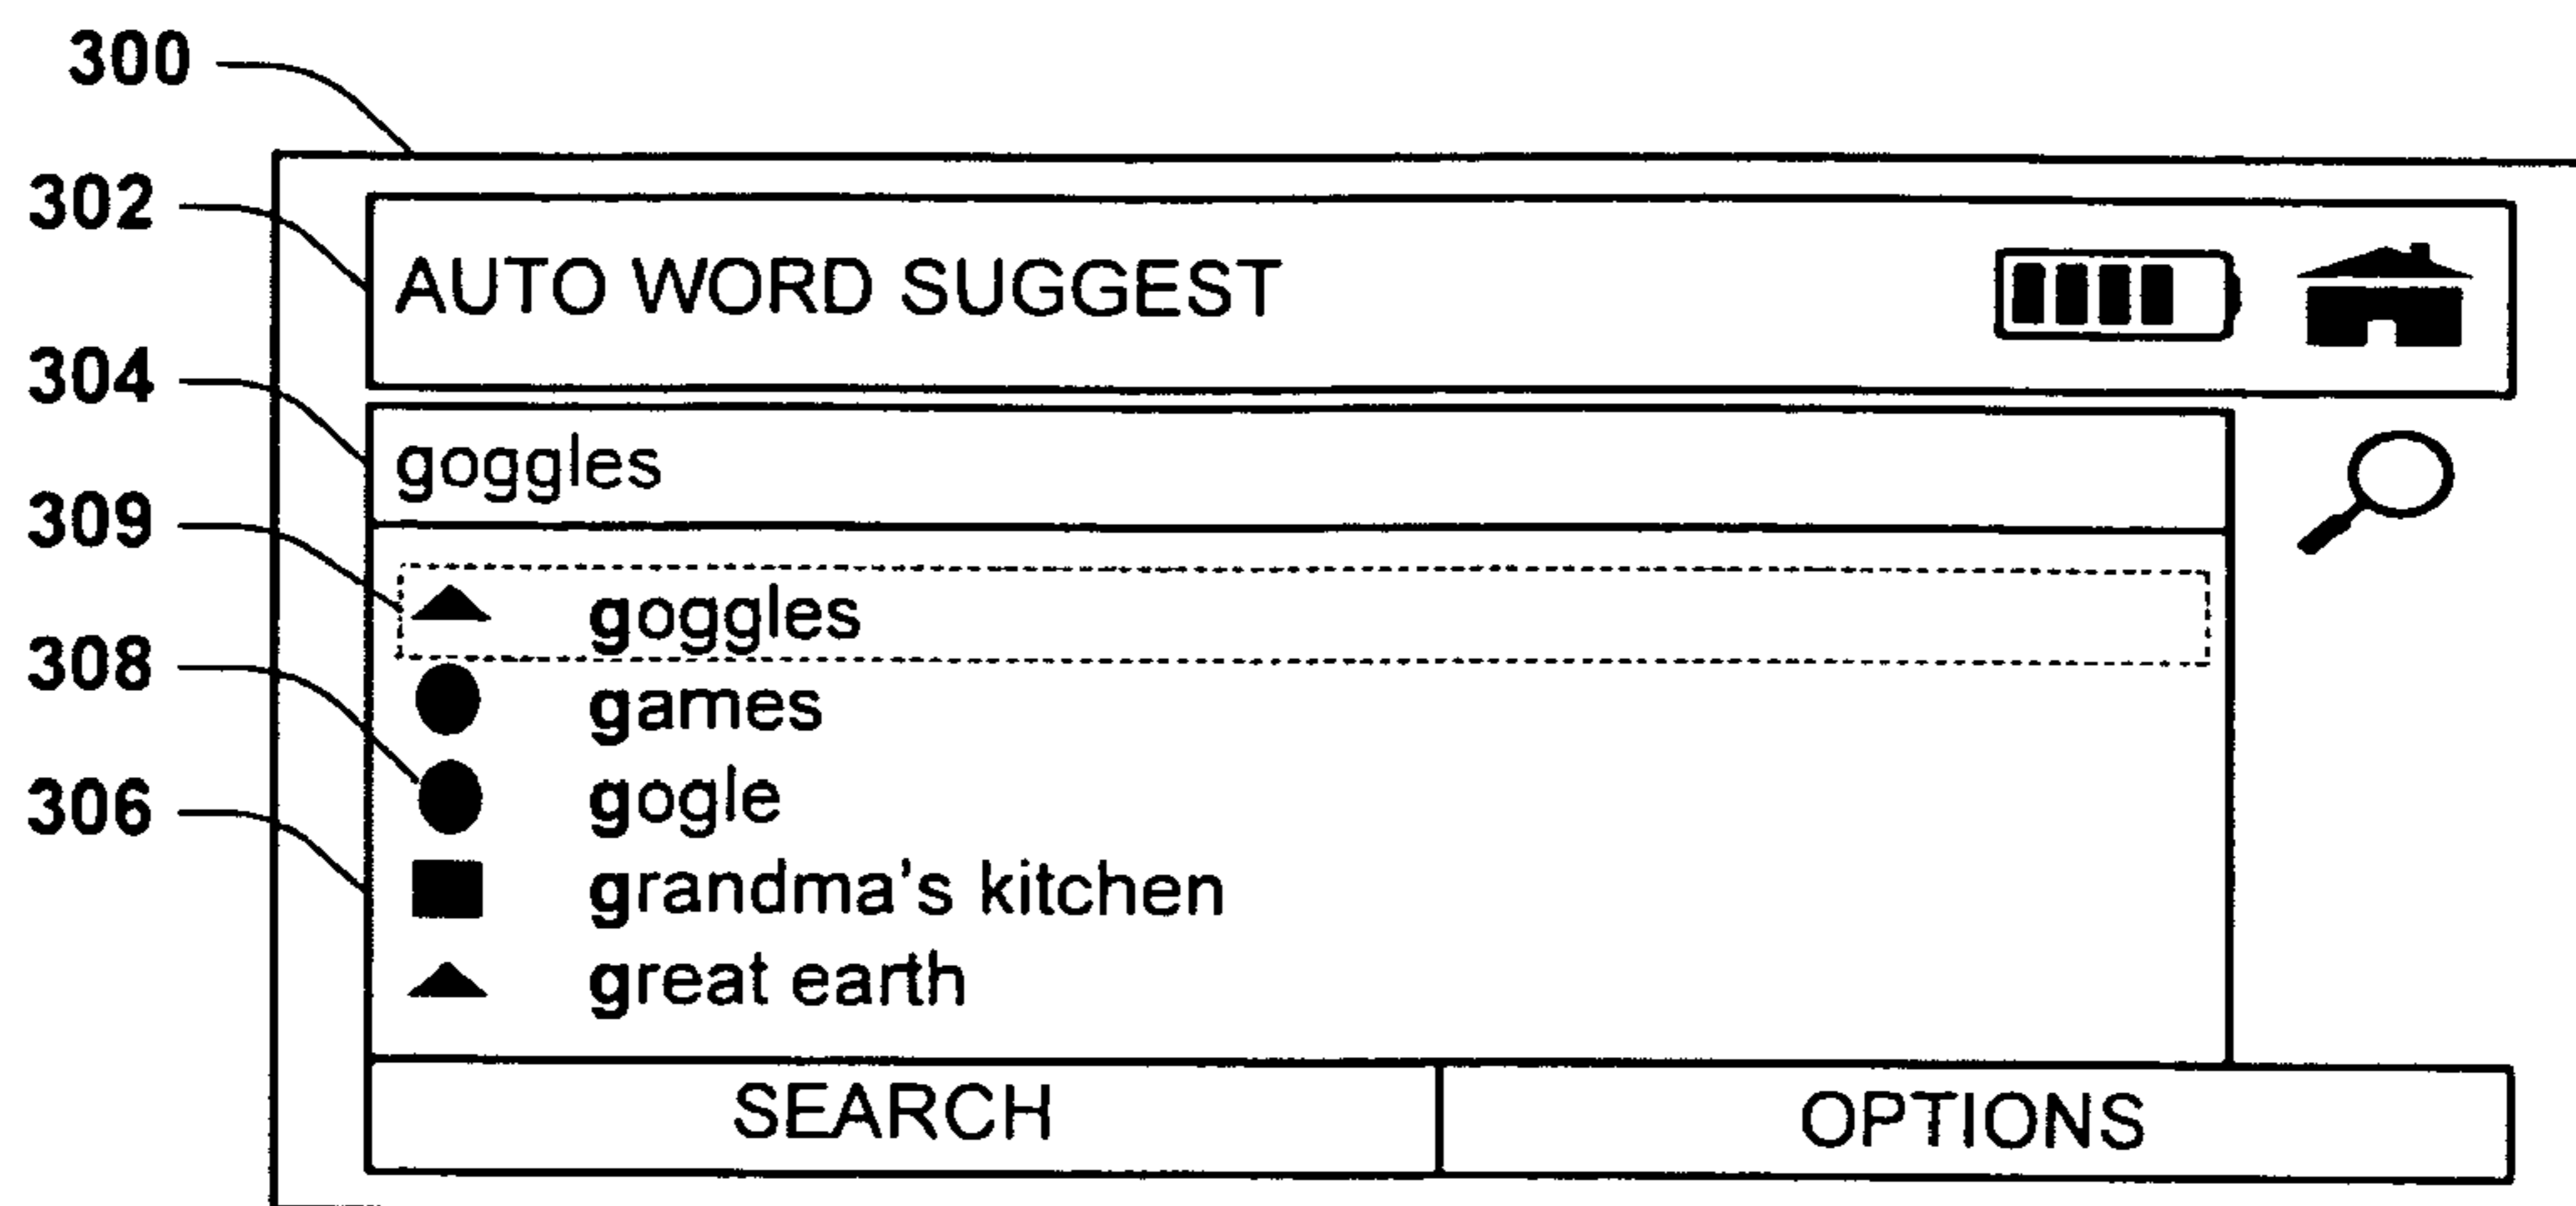 300
302
AUTO WORD SUGGEST
304
goggles
309
goggles
308
games
gogle
306
grandma's kitchen
great earth
SEARCH OPTIONS